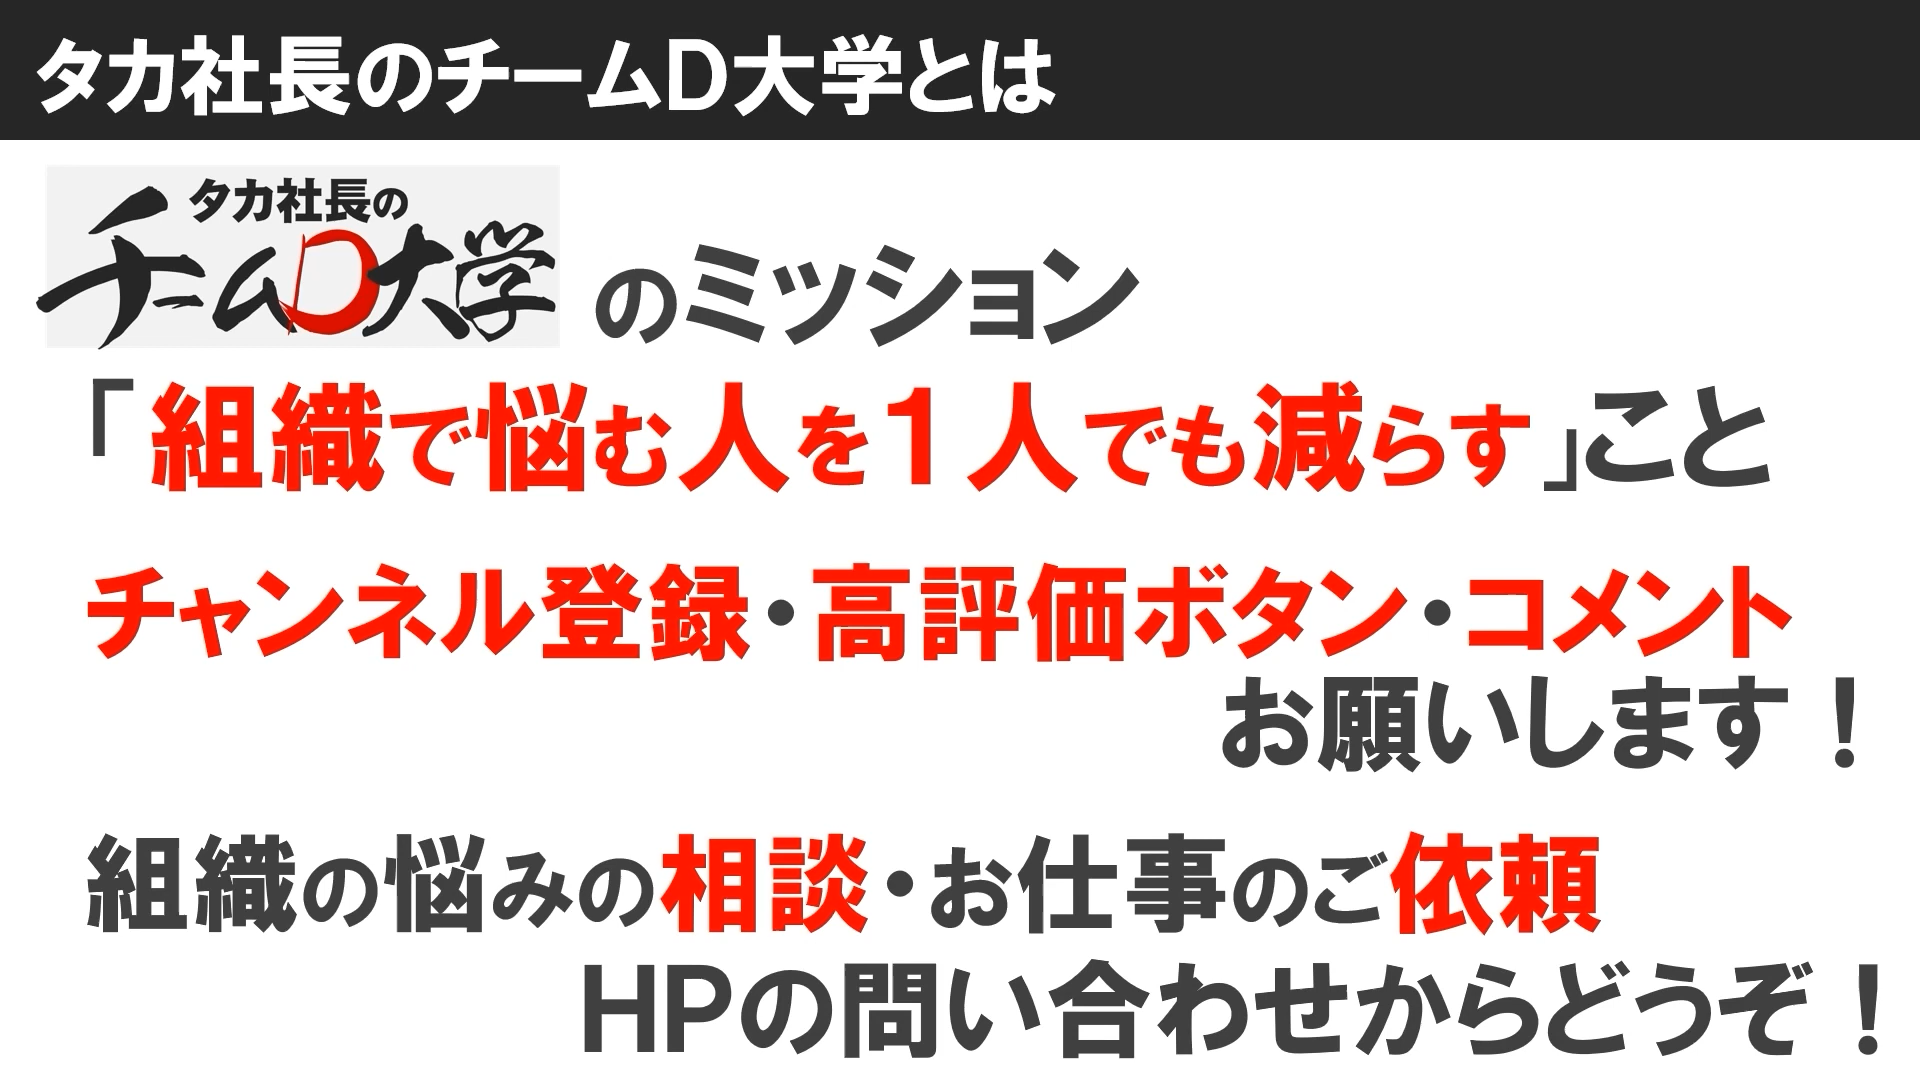 タカ社長のチームD大学とは
タカ社長の
チームD大学
のミッション
「組織で悩む人を1人でも減らす」こと
チャンネル登録・高評価ボタン・コメント
お願いします！
組織の悩みの相談・お仕事のご依頼
HPの問い合わせからどうぞ！